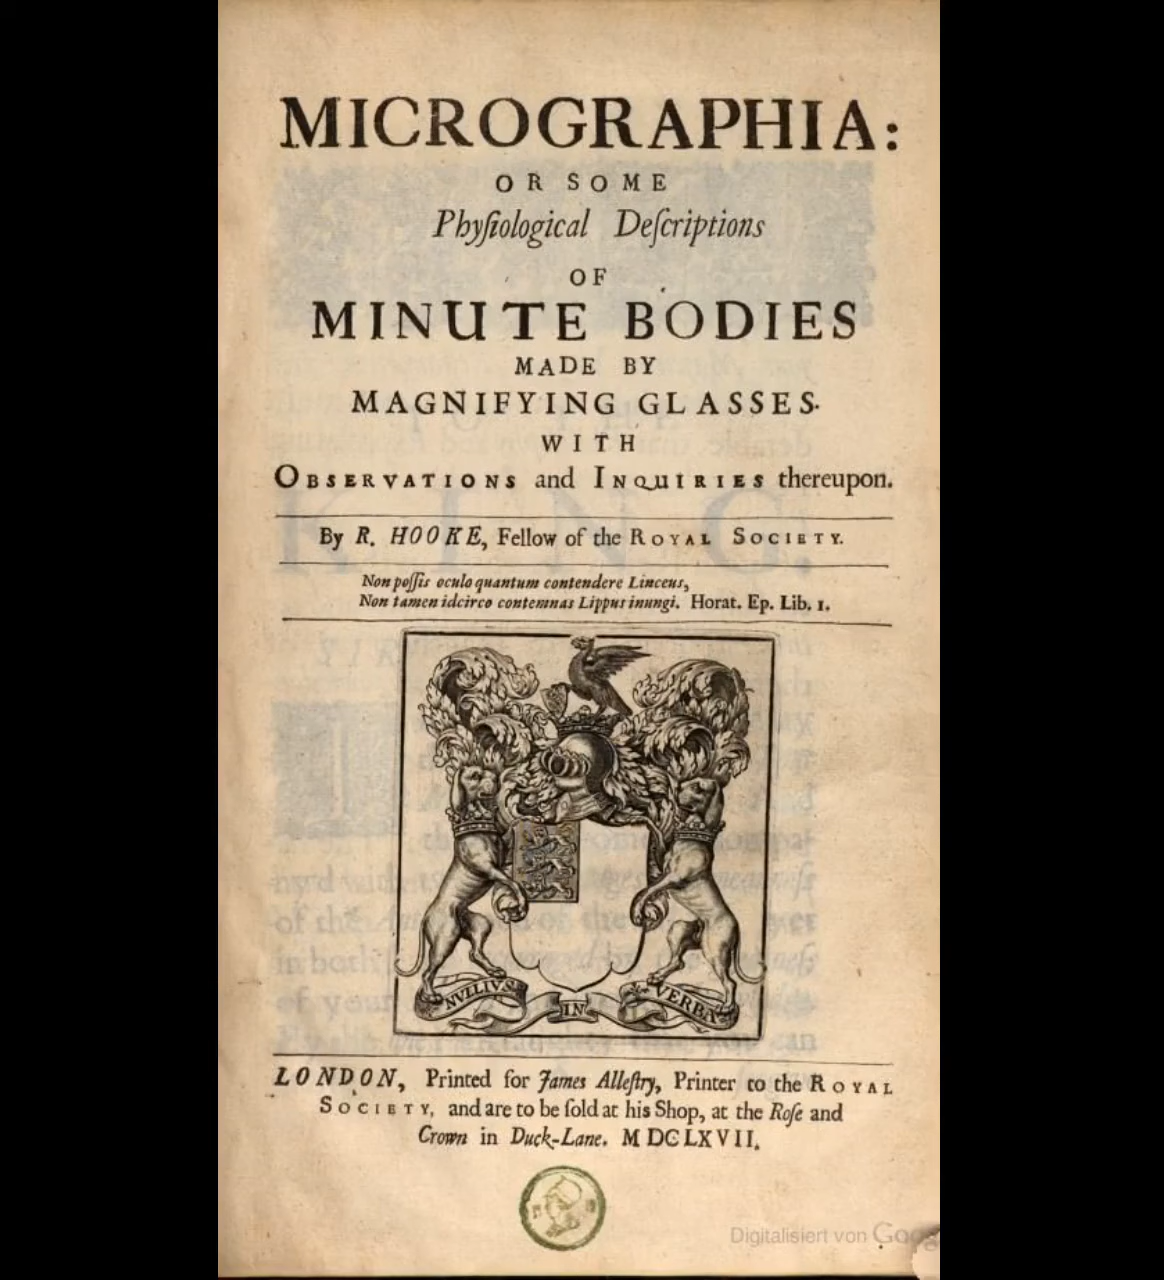 MICROGRAPHIA:
OR SOME
Phyſiological Deſcriptions
OF
MINUTE BODIES
MADE BY
MAGNIFYING GLASSES.
WITH
OBSERVATIONS and INQUIRIES thereupon.
By R. HOOKE, Fellow of the ROYAL SOCIETY.
Non poſſis oculo quantum contendere Linceus,
Non tamen idcirco contemnas Lippus inungi. Horat. Ep. Lib. 1.
NVLLIVS IN VERBA
LONDON, Printed for James Alleſtry, Printer to the ROYAL
SOCIETY, and are to be ſold at his Shop, at the Roſe and
Crown in Duck-Lane. MDCLXVII.
Digitalisiert von Goog